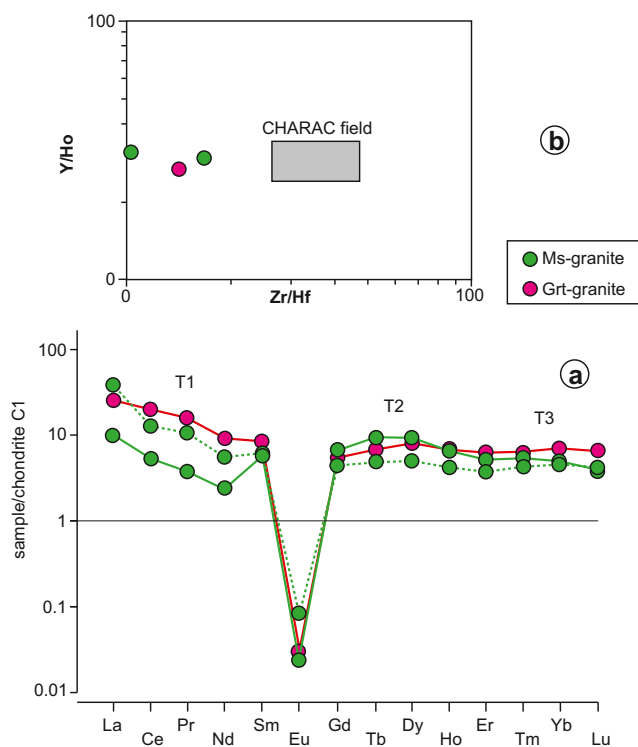 100
Y/Ho
CHARAC field
b
0
0
Zr/Hf
100
Ms-granite
Grt-granite
100
10
1
0.1
0.01
sample/chondrite C1
T1
T2
T3
a
La
Ce
Pr
Nd
Sm
Eu
Gd
Tb
Dy
Ho
Er
Tm
Yb
Lu